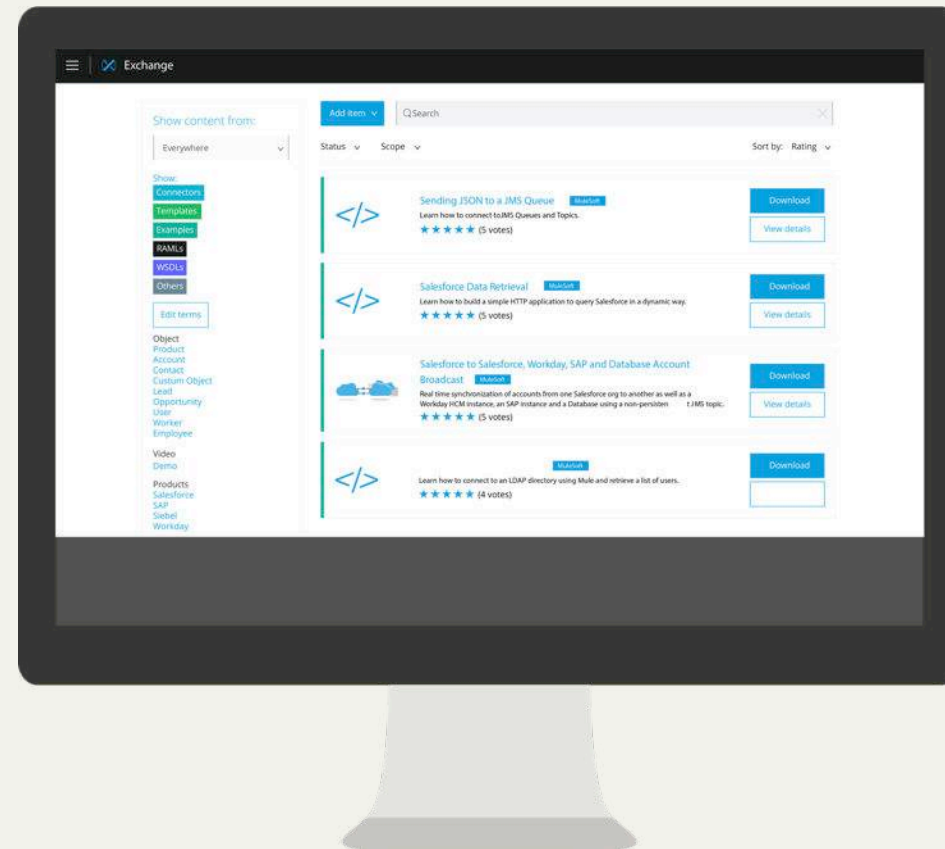 Exchange
Show content from:
Everywhere
Show:
Connectors
Templates
Examples
RAMLs
WSDLs
Others
Edit terms
Object
Product
Account
Contact
Custom Object
Lead
Opportunity
User
Worker
Employee
Video
Demo
Products
Salesforce
SAP
Siebel
Workday
Add item
Search
Status Scope Sort by: Rating
Sending JSON to a JMS Queue MuleSoft
Learn how to connect to JMS Queues and Topics.
(5 votes)
Download
View details
Salesforce Data Retrieval MuleSoft
Learn how to build a simple HTTP application to query Salesforce in a dynamic way.
(5 votes)
Download
View details
Salesforce to Salesforce, Workday, SAP and Database Account
Broadcast MuleSoft
Real time synchronization of accounts from one Salesforce org to another as well as a
Workday HCM instance, an SAP instance and a Database using a non-persisten t JMS topic.
(5 votes)
Download
View details
MuleSoft
Learn how to connect to an LDAP directory using Mule and retrieve a list of users.
(4 votes)
Download